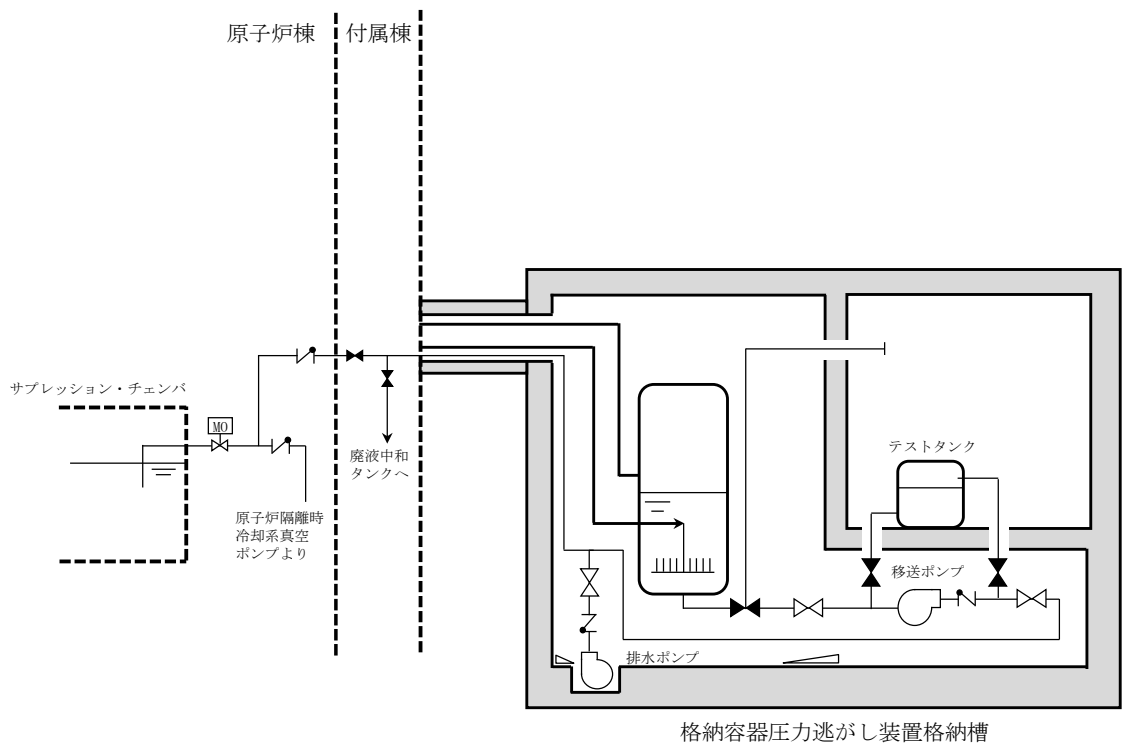 原子炉棟
付属棟
サプレッション・チェンバ
MO
廃液中和
タンクへ
原子炉隔離時
冷却系真空
ポンプより
テストタンク
移送ポンプ
排水ポンプ
格納容器圧力逃がし装置格納槽